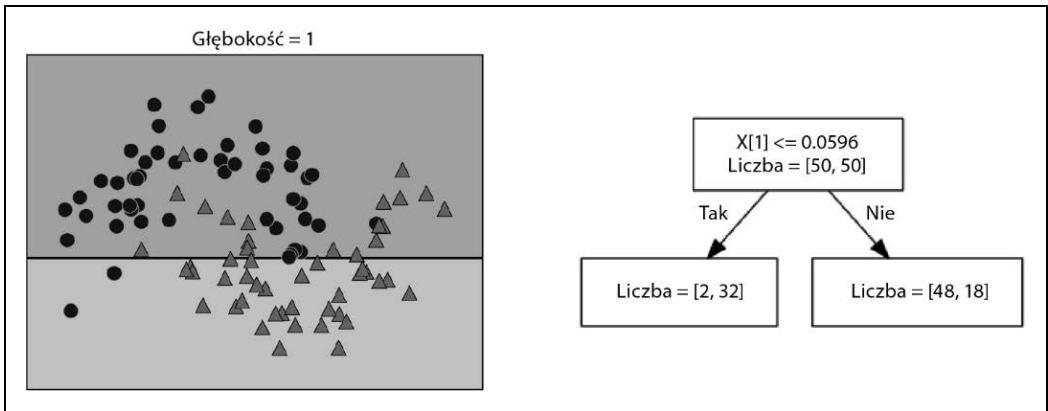 Głębokość = 1
X[1] <= 0.0596
Liczba = [50, 50]
Tak
Nie
Liczba = [2, 32]
Liczba = [48, 18]